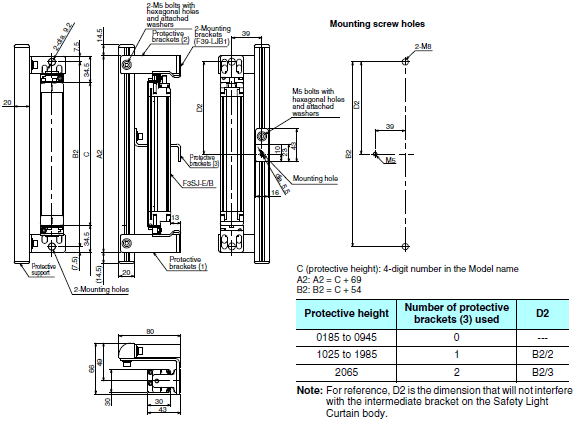 2-M5 bolts with
hexagonal holes
and attached
washers
Protective
brackets (2)
2-Mounting
brackets
(F39-LJB1)
2-dia. 9.2
7.5
34.5
14.5
39
20
B2
C
A2
D2
M5 bolts with
hexagonal holes
and attached
washers
10
23
43
Protective
brackets (3)
F3SJ-E/B
Mounting hole
16
13
34.5
(7.5)
(14.5)
20
Protective
support
2-Mounting holes
Protective
brackets (1)
Mounting screw holes
2-M8
D2
B2
39
M5
80
66
49
30
30
43
C (protective height): 4-digit number in the Model name
A2: A2 = C + 69
B2: B2 = C + 54
Protective height
Number of protective
brackets (3) used
D2
0185 to 0945
0
---
1025 to 1985
1
B2/2
2065
2
B2/3
Note: For reference, D2 is the dimension that will not interfere
with the intermediate bracket on the Safety Light
Curtain body.